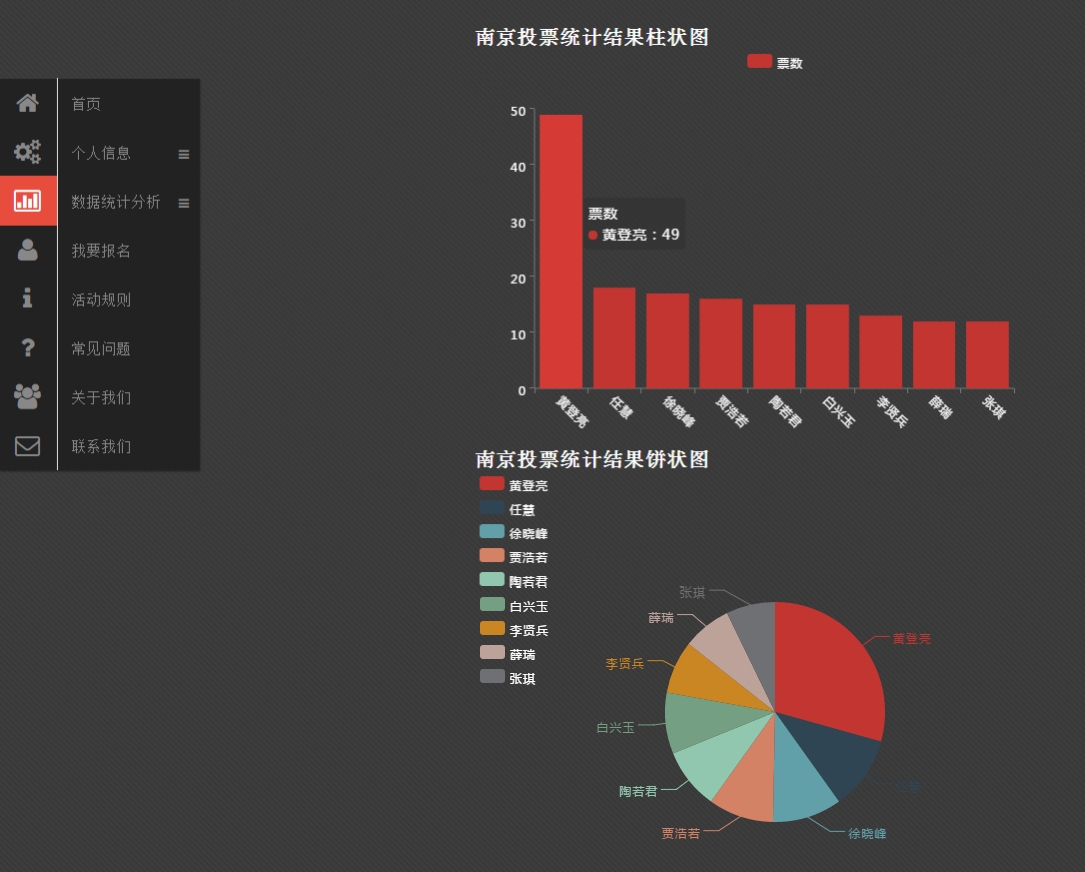 首页
个人信息
数据统计分析
我要报名
活动规则
常见问题
关于我们
联系我们
南京投票统计结果柱状图
票数
50
40
30
20
10
0
票数
黄登亮：49
黄登亮
任慧
徐晓峰
贾浩若
陶若君
白兴玉
李贤兵
薛瑞
张琪
南京投票统计结果饼状图
黄登亮
任慧
徐晓峰
贾浩若
陶若君
白兴玉
李贤兵
薛瑞
张琪
张琪
薛瑞
黄登亮
李贤兵
白兴玉
任慧
陶若君
贾浩若
徐晓峰